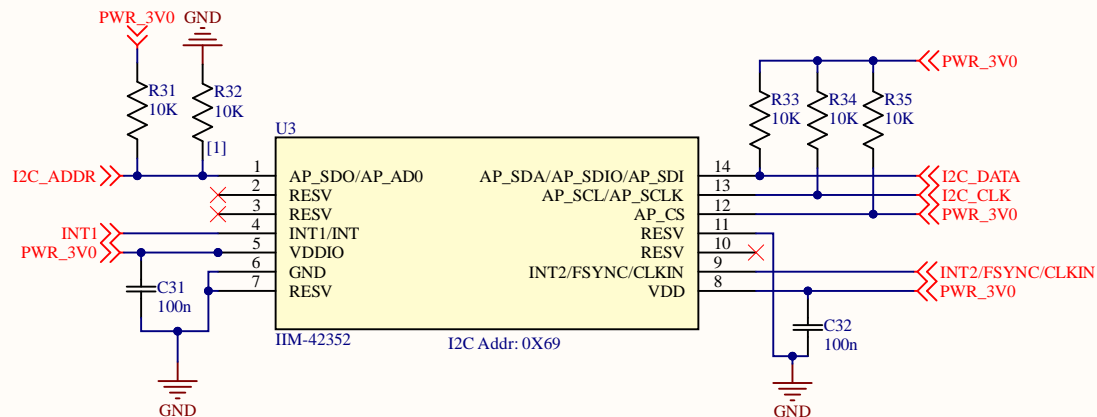 PWR_3V0
GND
R31
10K
R32
10K
[1]
I2C_ADDR
INT1
PWR_3V0
C31
100n
GND
U3
1
2
3
4
5
6
7
AP_SDO/AP_AD0
RESV
RESV
INT1/INT
VDDIO
GND
RESV
AP_SDA/AP_SDIO/AP_SDI
AP_SCL/AP_SCLK
AP_CS
RESV
RESV
INT2/FSYNC/CLKIN
VDD
14
13
12
11
10
9
8
IIM-42352
I2C Addr: 0X69
PWR_3V0
R33
10K
R34
10K
R35
10K
I2C_DATA
I2C_CLK
PWR_3V0
INT2/FSYNC/CLKIN
PWR_3V0
C32
100n
GND